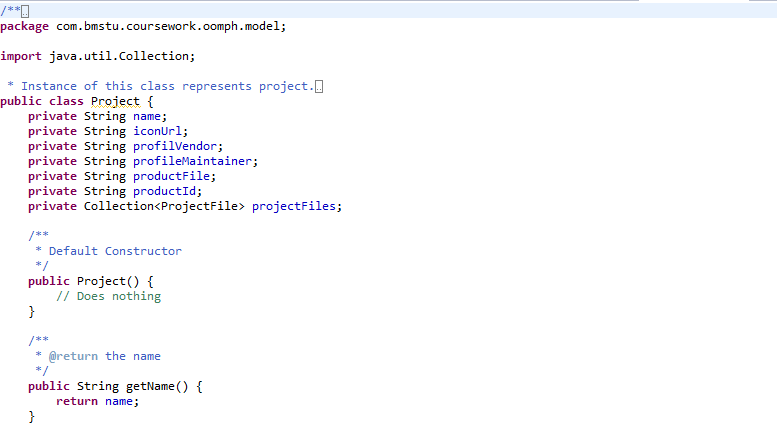 /**
package com.bmstu.coursework.oomph.model;
import java.util.Collection;
* Instance of this class represents project.
public class Project {
private String name;
private String iconUrl;
private String profilVendor;
private String profileMaintainer;
private String productFile;
private String productId;
private Collection<ProjectFile> projectFiles;
/**
* Default Constructor
*/
public Project() {
// Does nothing
}
/**
* @return the name
*/
public String getName() {
return name;
}